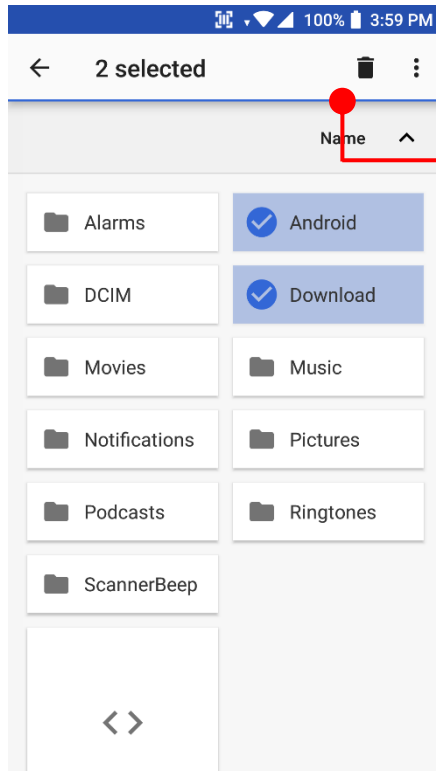 100% 3:59 PM
2 selected
Name
Alarms Android
DCIM Download
Movies Music
Notifications Pictures
Podcasts Ringtones
ScannerBeep